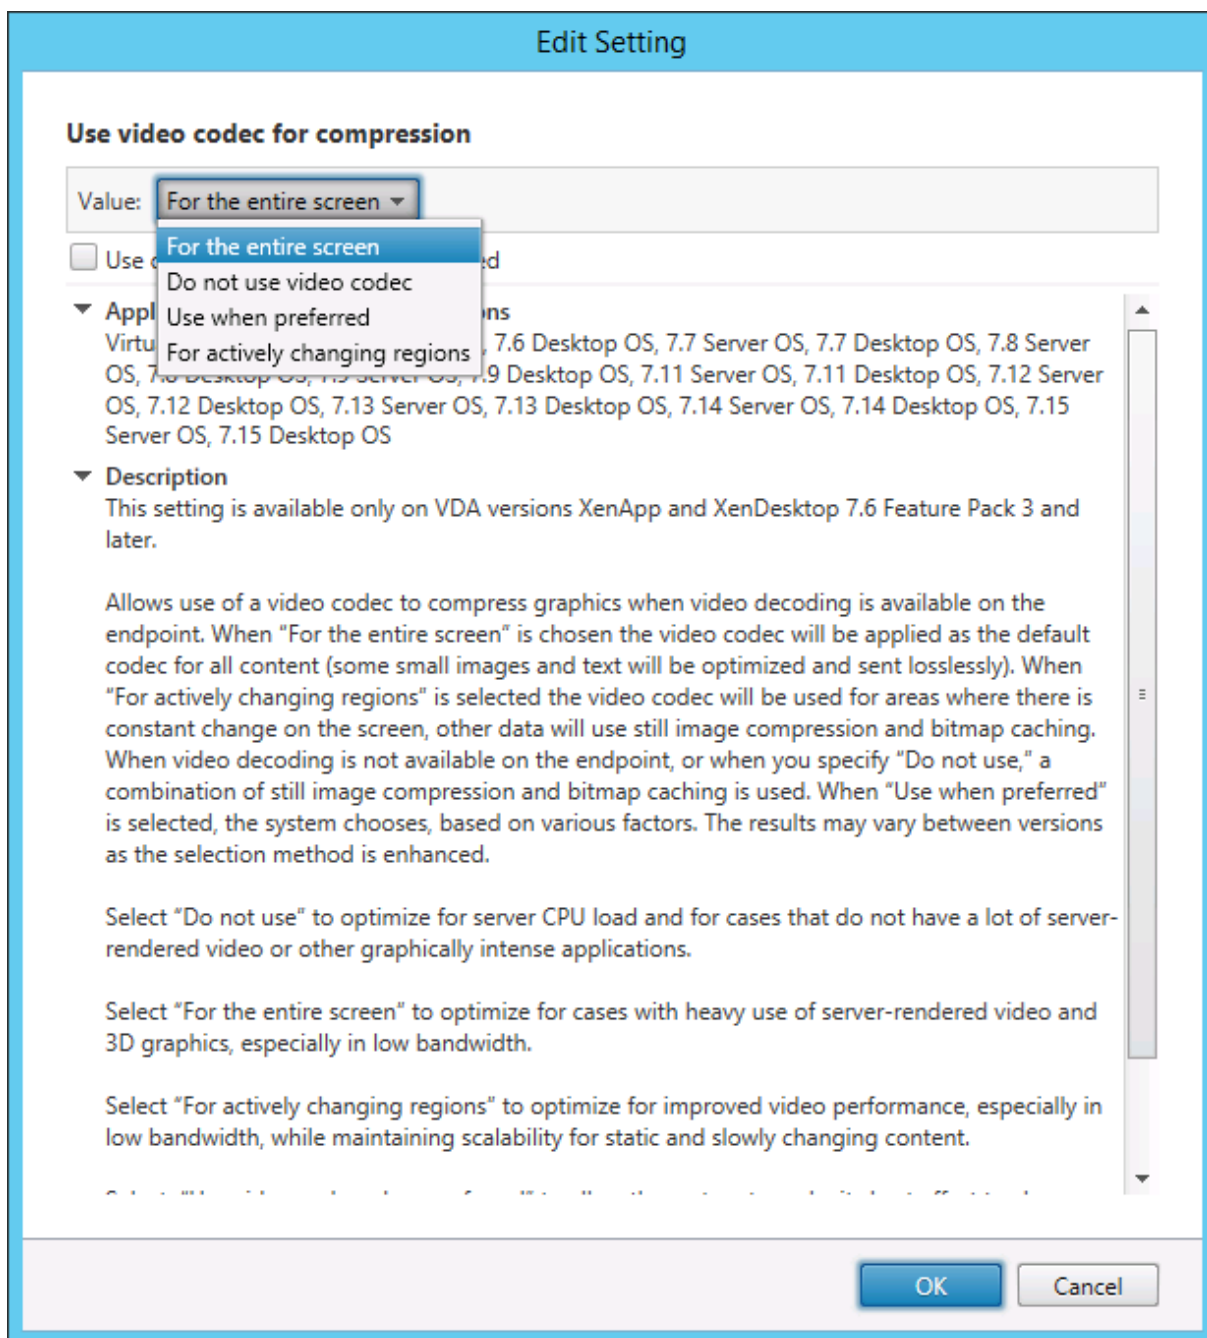 Edit Setting
Use video codec for compression
Value: For the entire screen
For the entire screen
Do not use video codec
Use when preferred
For actively changing regions
Use
7.6 Desktop OS, 7.7 Server OS, 7.7 Desktop OS, 7.8 Server
OS, 7.9 Desktop OS, 7.11 Server OS, 7.11 Desktop OS, 7.12 Server
OS, 7.12 Desktop OS, 7.13 Server OS, 7.13 Desktop OS, 7.14 Server OS, 7.14 Desktop OS, 7.15
Server OS, 7.15 Desktop OS
Description
This setting is available only on VDA versions XenApp and XenDesktop 7.6 Feature Pack 3 and
later.
Allows use of a video codec to compress graphics when video decoding is available on the
endpoint. When “For the entire screen” is chosen the video codec will be applied as the default
codec for all content (some small images and text will be optimized and sent losslessly). When
“For actively changing regions” is selected the video codec will be used for areas where there is
constant change on the screen, other data will use still image compression and bitmap caching.
When video decoding is not available on the endpoint, or when you specify “Do not use,” a
combination of still image compression and bitmap caching is used. When “Use when preferred”
is selected, the system chooses, based on various factors. The results may vary between versions
as the selection method is enhanced.
Select “Do not use” to optimize for server CPU load and for cases that do not have a lot of server-
rendered video or other graphically intense applications.
Select “For the entire screen” to optimize for cases with heavy use of server-rendered video and
3D graphics, especially in low bandwidth.
Select “For actively changing regions” to optimize for improved video performance, especially in
low bandwidth, while maintaining scalability for static and slowly changing content.
OK
Cancel